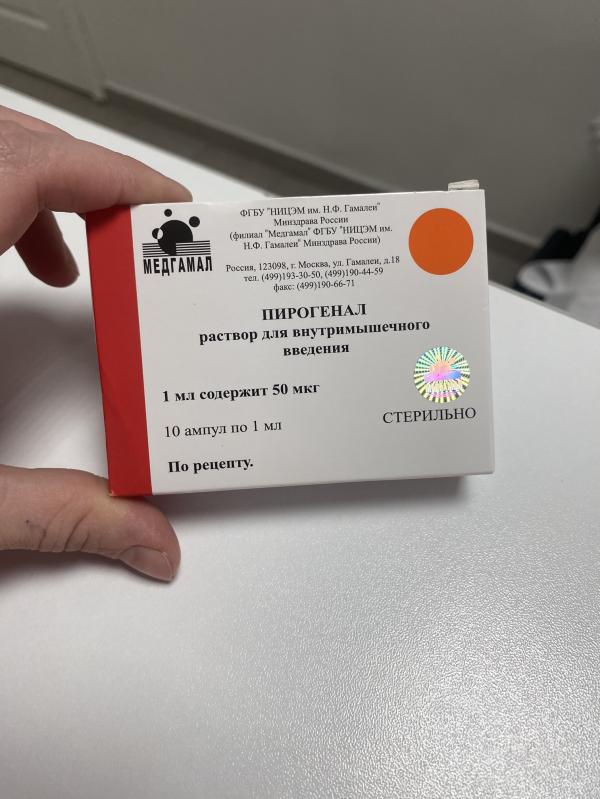 ФГБУ "НИЦЭМ им. Н.Ф. Гамалеи"
Минздрава России
(филиал "Медгамал" ФГБУ "НИЦЭМ им.
Н.Ф. Гамалеи" Минздрава России)
МЕДГАМАЛ
Россия, 123098, г. Москва, ул. Гамалеи, д.18
тел. (499)193-30-50, (499)190-44-59
факс: (499)190-66-71
ПИРОГЕНАЛ
раствор для внутримышечного
введения
1 мл содержит 50 мкг
10 ампул по 1 мл
СТЕРИЛЬНО
По рецепту.